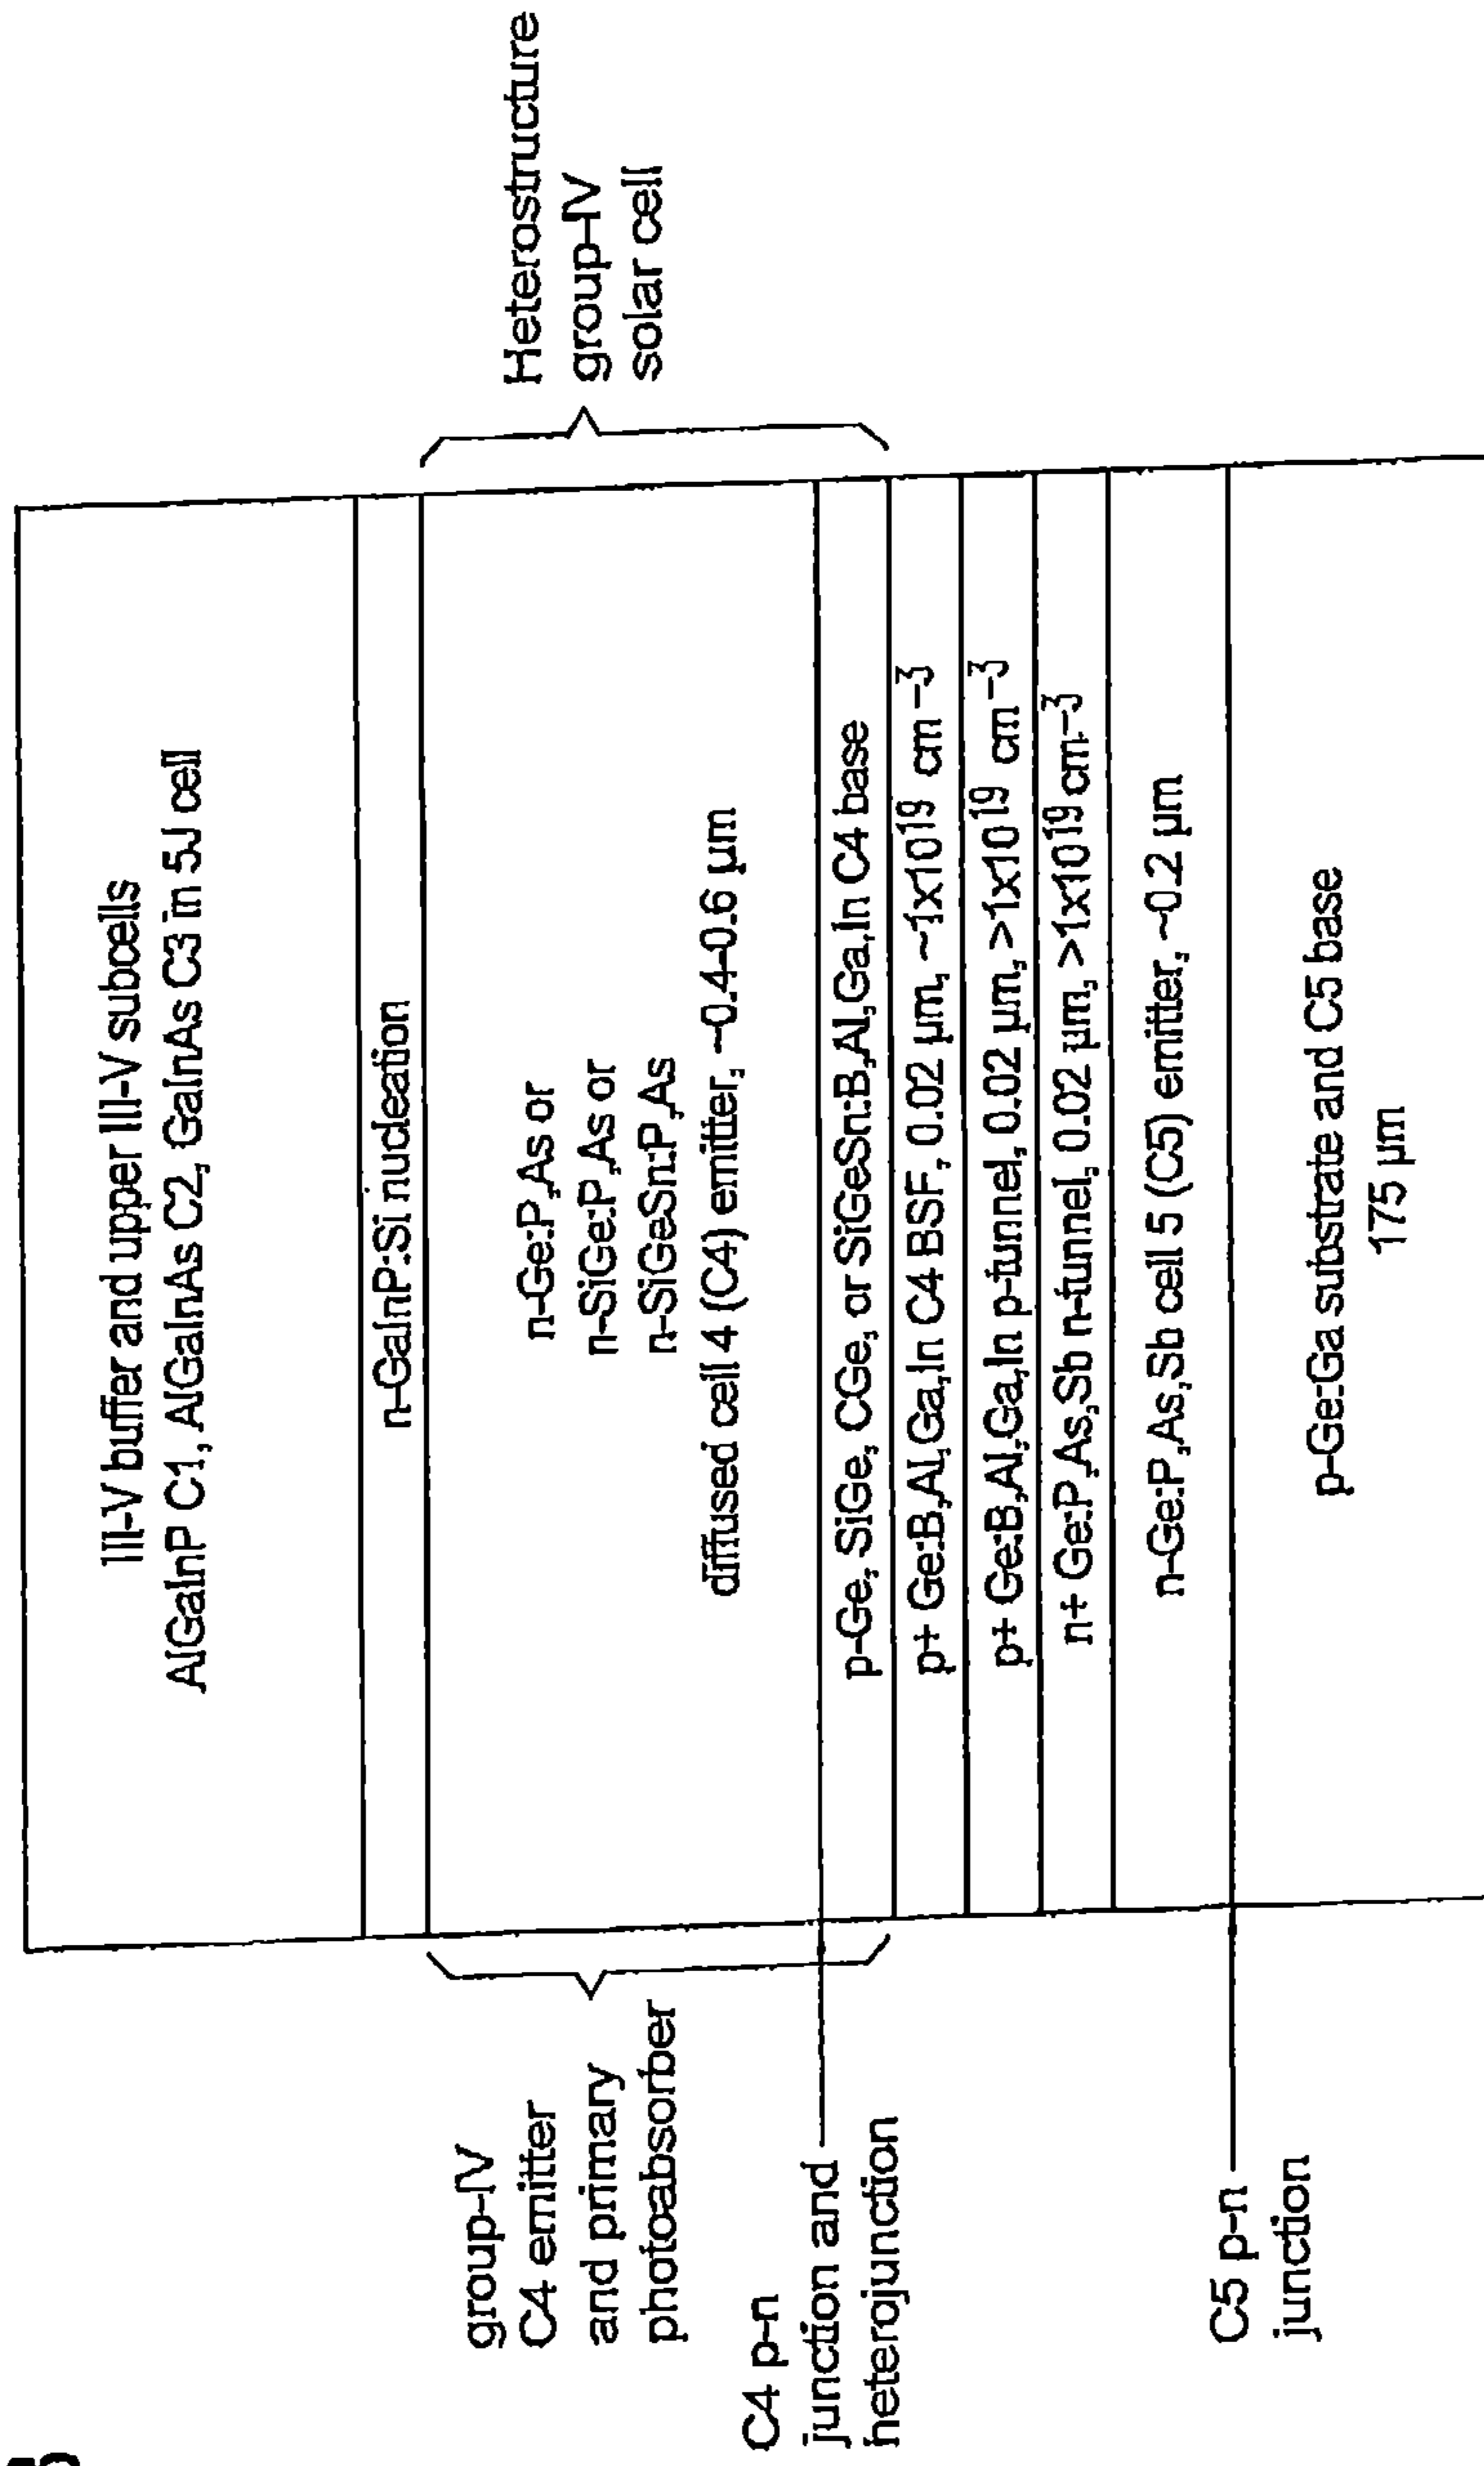 III-V buffer and upper III-V subcells
AlGaInP C1, AlGaInAs C2, GaInAs C3 in 5J cell
n-GaInP:Si nucleation
n-Ge:P,As or
n-SiGe:P,As or
n-SiGeSn:P,As
diffused cell 4 (C4) emitter, ~0.4-0.6 µm
p-Ge, SiGe, CGe, or SiGeSn:B,Al,Ga,In C4 base
p+ Ge:B,Al,Ga,In C4 BSF, 0.02 µm, ~1x10¹⁹ cm⁻³
p+ Ge:B,Al,Ga,In p-tunnel, 0.02 µm, >1x10¹⁹ cm⁻³
n+ Ge:P,As,Sb n-tunnel, 0.02 µm, >1x10¹⁹ cm⁻³
n-Ge:P,As,Sb cell 5 (C5) emitter, ~0.2 µm
p-Ge:Ga substrate and C5 base
175 µm
group-IV
C4 emitter
and primary
photoabsorber
C4 p-n
junction and
heterojunction
C5 p-n
junction
Heterostructure
group-IV
solar cell